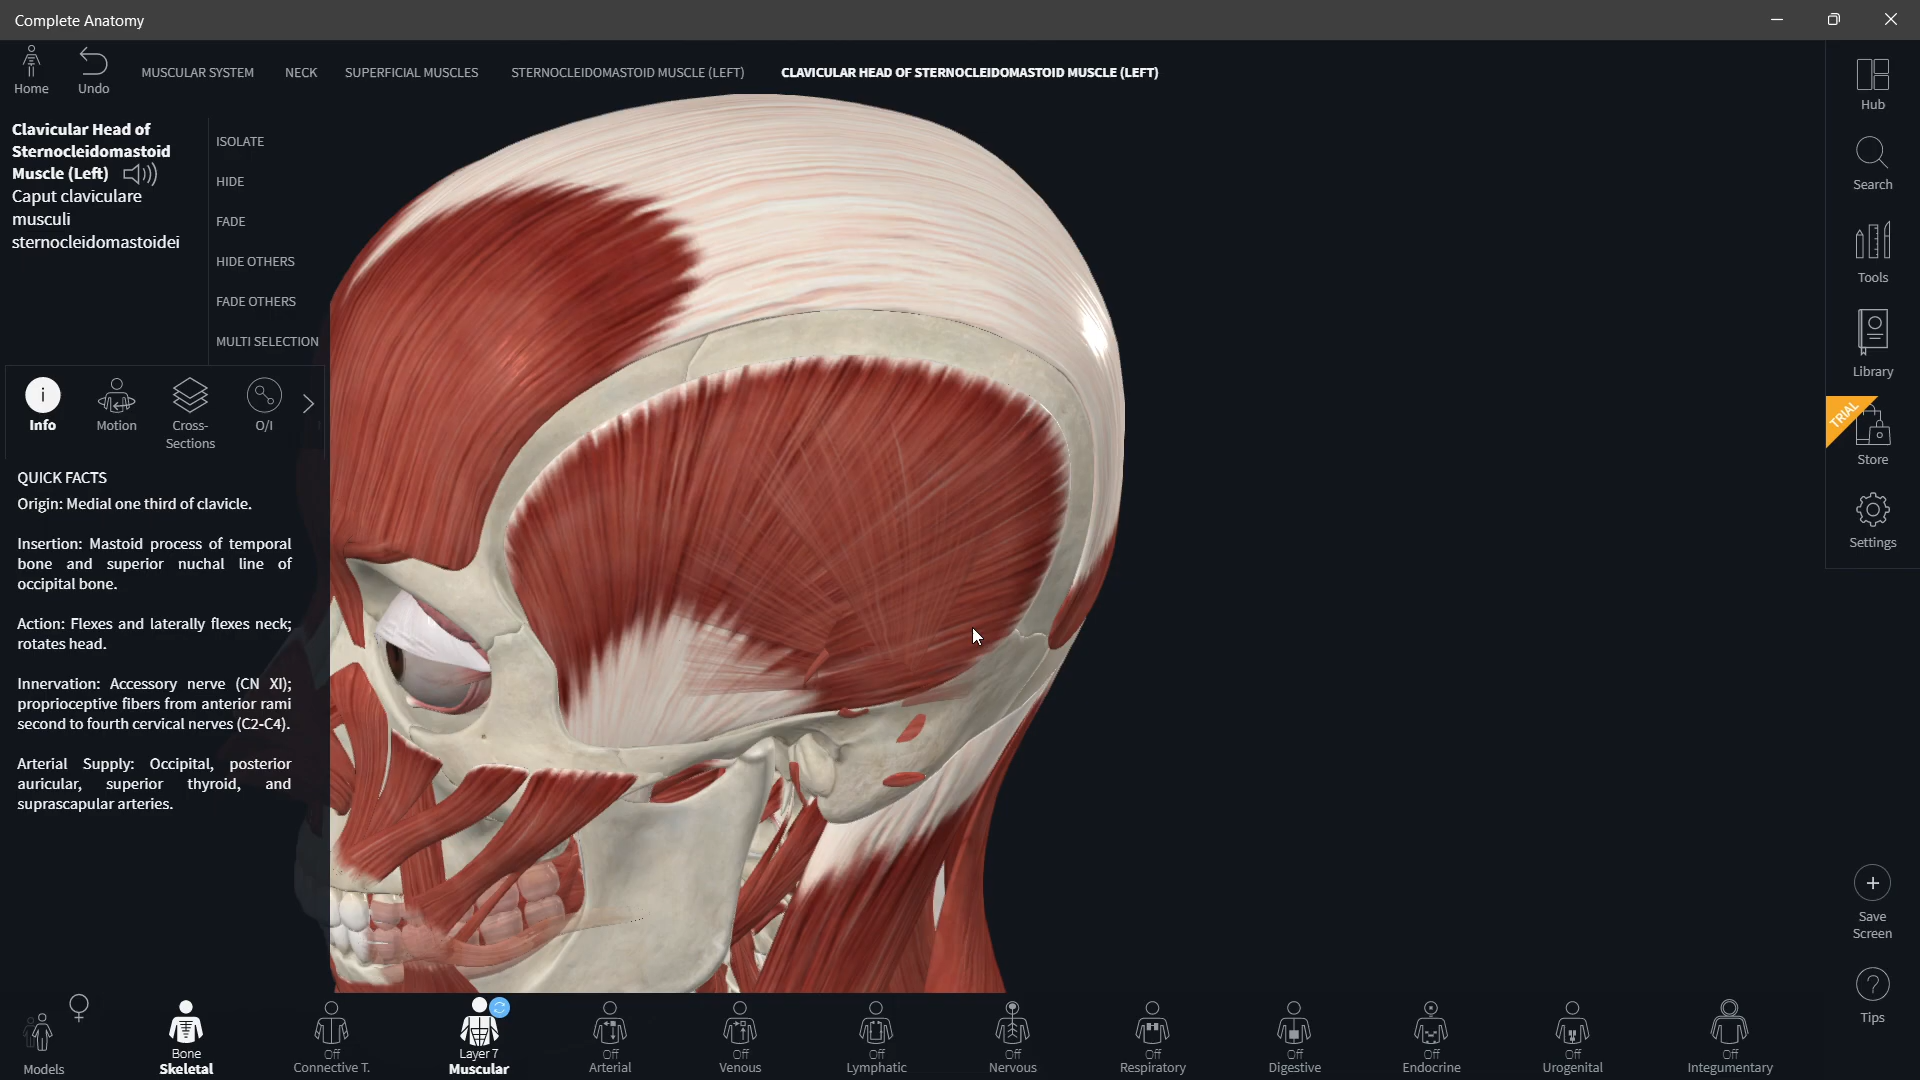 Complete Anatomy
Home
Undo
MUSCULAR SYSTEM
NECK
SUPERFICIAL MUSCLES
STERNOCLEIDOMASTOID MUSCLE (LEFT)
CLAVICULAR HEAD OF STERNOCLEIDOMASTOID MUSCLE (LEFT)
Clavicular Head of
Sternocleidomastoid
Muscle (Left)
Caput claviculare
musculi
sternocleidomastoidei
ISOLATE
HIDE
FADE
HIDE OTHERS
FADE OTHERS
MULTI SELECTION
i
Info
Motion
Cross-
Sections
O/I
QUICK FACTS
Origin: Medial one third of clavicle.
Insertion: Mastoid process of temporal
bone and superior nuchal line of
occipital bone.
Action: Flexes and laterally flexes neck;
rotates head.
Innervation: Accessory nerve (CN XI);
proprioceptive fibers from anterior rami
second to fourth cervical nerves (C2-C4).
Arterial Supply: Occipital, posterior
auricular, superior thyroid, and
suprascapular arteries.
Hub
Search
Tools
Library
TRIAL
Store
Settings
+
Save
Screen
?
Tips
Models
Bone
Skeletal
Off
Connective T.
Layer 7
Muscular
Off
Arterial
Off
Venous
Off
Lymphatic
Off
Nervous
Off
Respiratory
Off
Digestive
Off
Endocrine
Off
Urogenital
Off
Integumentary